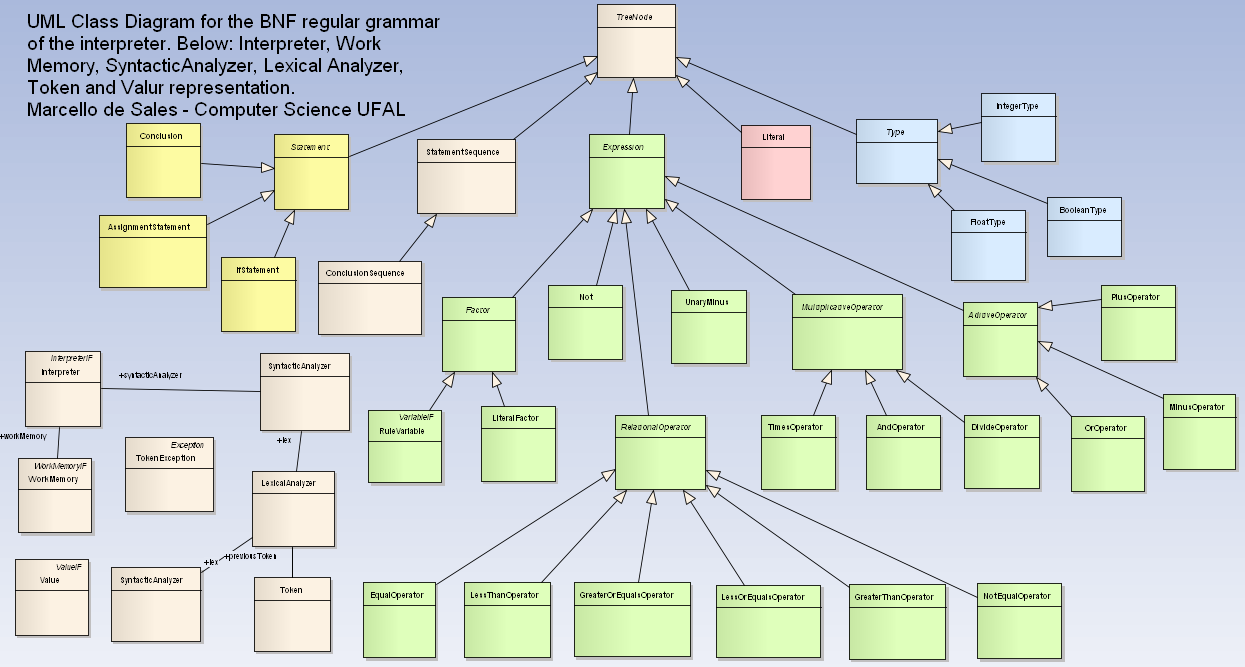 UML Class Diagram for the BNF regular grammar
of the interpreter. Below: Interpreter, Work
Memory, SyntacticAnalyzer, Lexical Analyzer,
Token and Valur representation.
Marcello de Sales - Computer Science UFAL
TreeNode
Conclusion
Statement
StatementSequence
Expression
Literal
Type
IntegerType
AssignmentStatement
FloatType
BooleanType
IfStatement
ConclusionSequence
Factor
Not
UnaryMinus
MultiplicativeOperator
AditiveOperator
PlusOperator
InterpreterIF
Interpreter
+syntacticAnalyzer
SyntacticAnalyzer
+workMemory
+lex
VariableIF
RuleVariable
LiteralFactor
RelasionalOperator
TimesOperator
AndOperator
DivideOperator
OrOperator
MinusOperator
WorkMemoryIF
WorkMemory
Exception
TokenException
LexicalAnalyzer
+lex
+previousToken
ValueIF
Value
SyntacticAnalyzer
Token
EqualOperator
LessThanOperator
GreaterOrEqualsOperator
LessOrEqualsOperator
GreaterThanOperator
NotEqualOperator